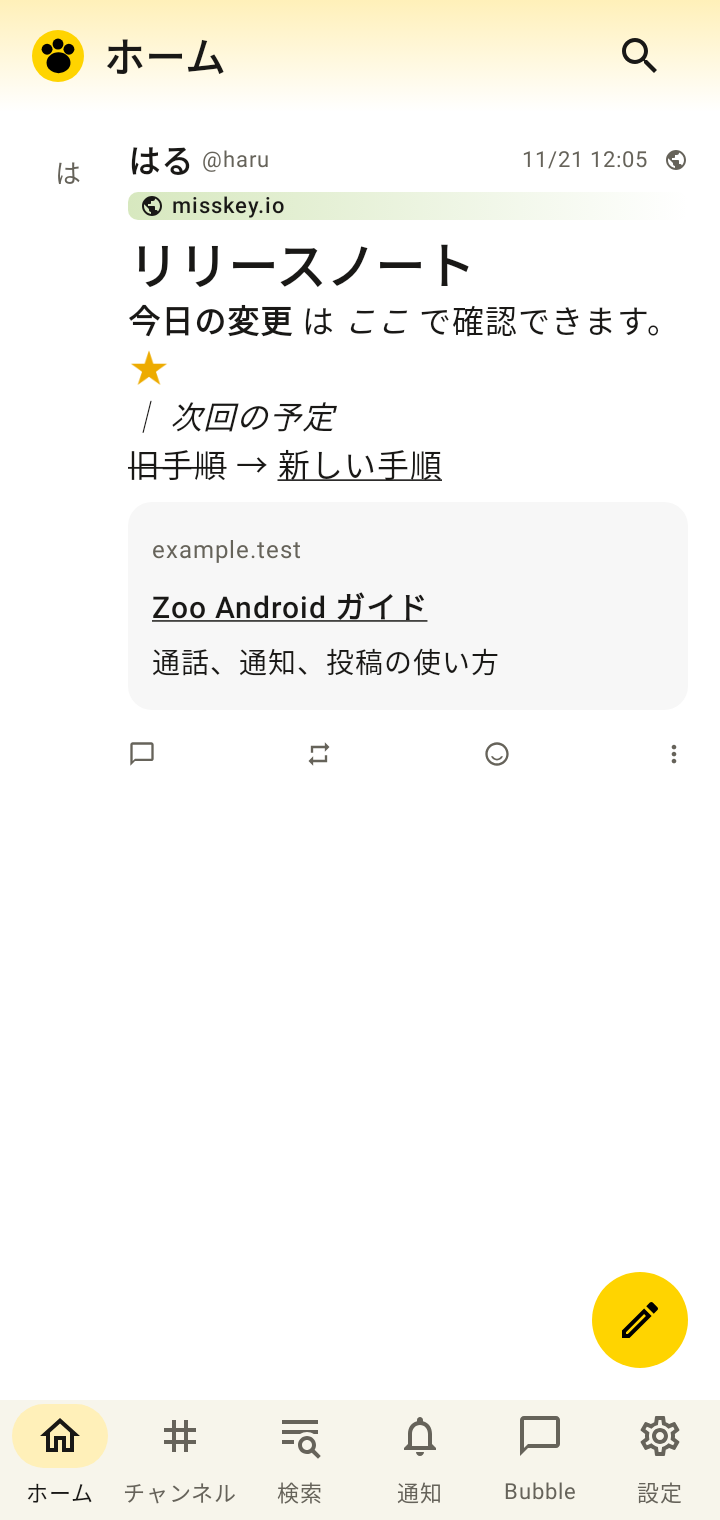 ホーム
は
はる @haru 11/21 12:05
misskey.io
リリースノート
今日の変更 は ここ で確認できます。
★
｜ 次回の予定
旧手順 → 新しい手順
example.test
Zoo Android ガイド
通話、通知、投稿の使い方
ホーム チャンネル 検索 通知 Bubble 設定